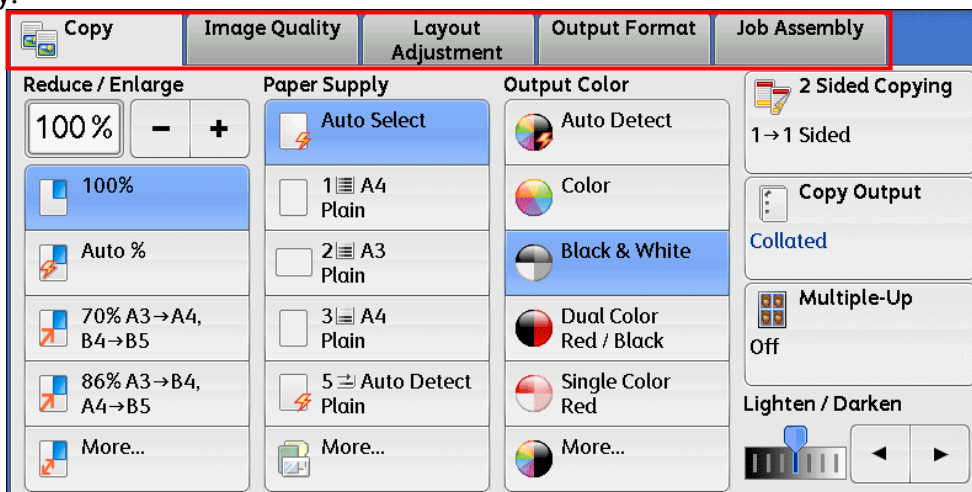 y.
Copy
Image Quality
Layout
Adjustment
Output Format
Job Assembly
Reduce / Enlarge
100%
−
+
100%
Auto %
70% A3→A4,
B4→B5
86% A3→B4,
A4→B5
More...
Paper Supply
Auto Select
1 A4
Plain
2 A3
Plain
3 A4
Plain
5 Auto Detect
Plain
More...
Output Color
Auto Detect
Color
Black & White
Dual Color
Red / Black
Single Color
Red
More...
2 Sided Copying
1→1 Sided
Copy Output
Collated
Multiple-Up
Off
Lighten / Darken